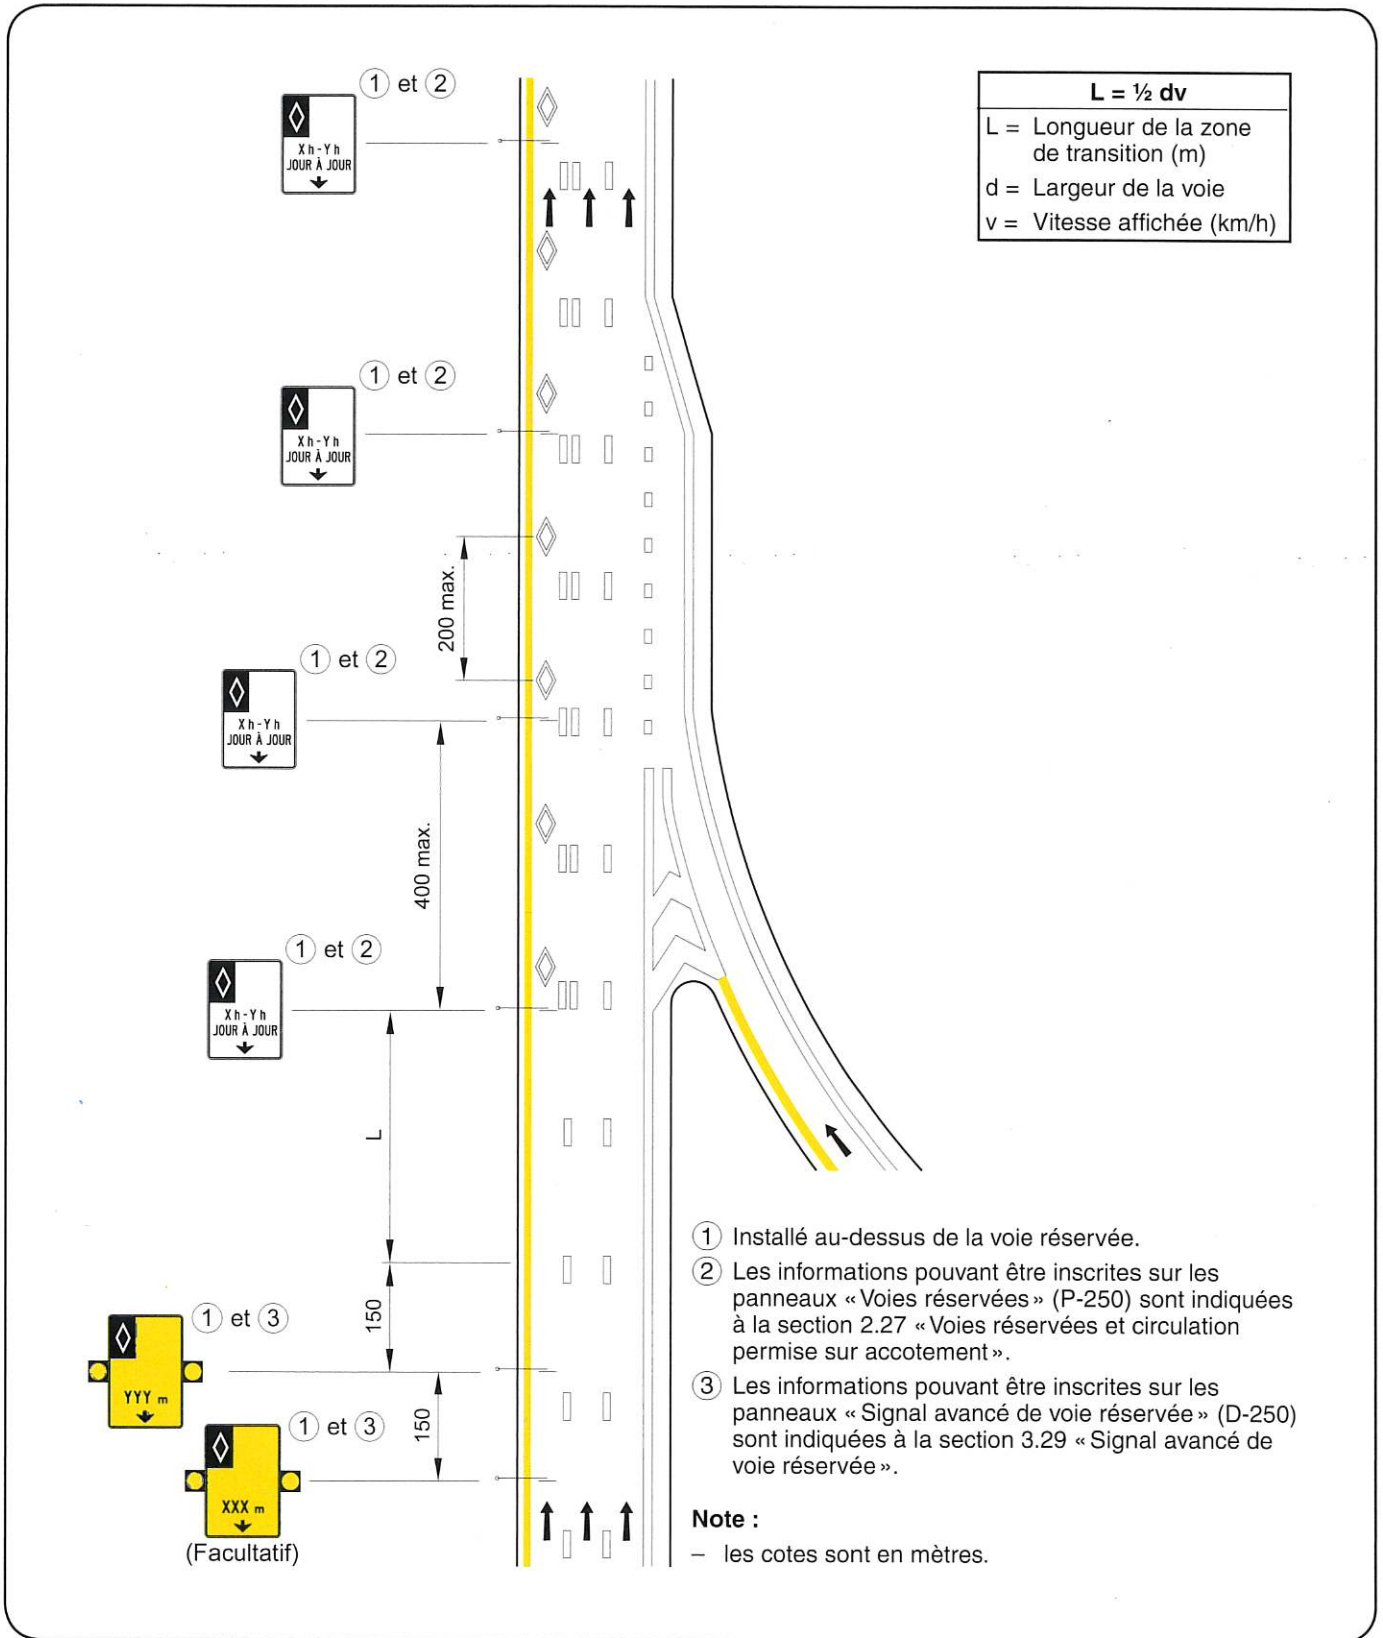 1 et 2
Xh-Yh
JOUR À JOUR
L = ½ dv
L = Longueur de la zone
de transition (m)
d = Largeur de la voie
v = Vitesse affichée (km/h)
1 et 2
Xh-Yh
JOUR À JOUR
200 max.
1 et 2
Xh-Yh
JOUR À JOUR
400 max.
1 et 2
Xh-Yh
JOUR À JOUR
L
150
1 et 3
YYY m
150
1 et 3
XXX m
(Facultatif)
1 Installé au-dessus de la voie réservée.
2 Les informations pouvant être inscrites sur les
panneaux «Voies réservées» (P-250) sont indiquées
à la section 2.27 «Voies réservées et circulation
permise sur accotement».
3 Les informations pouvant être inscrites sur les
panneaux «Signal avancé de voie réservée» (D-250)
sont indiquées à la section 3.29 «Signal avancé de
voie réservée».
Note :
– les cotes sont en mètres.